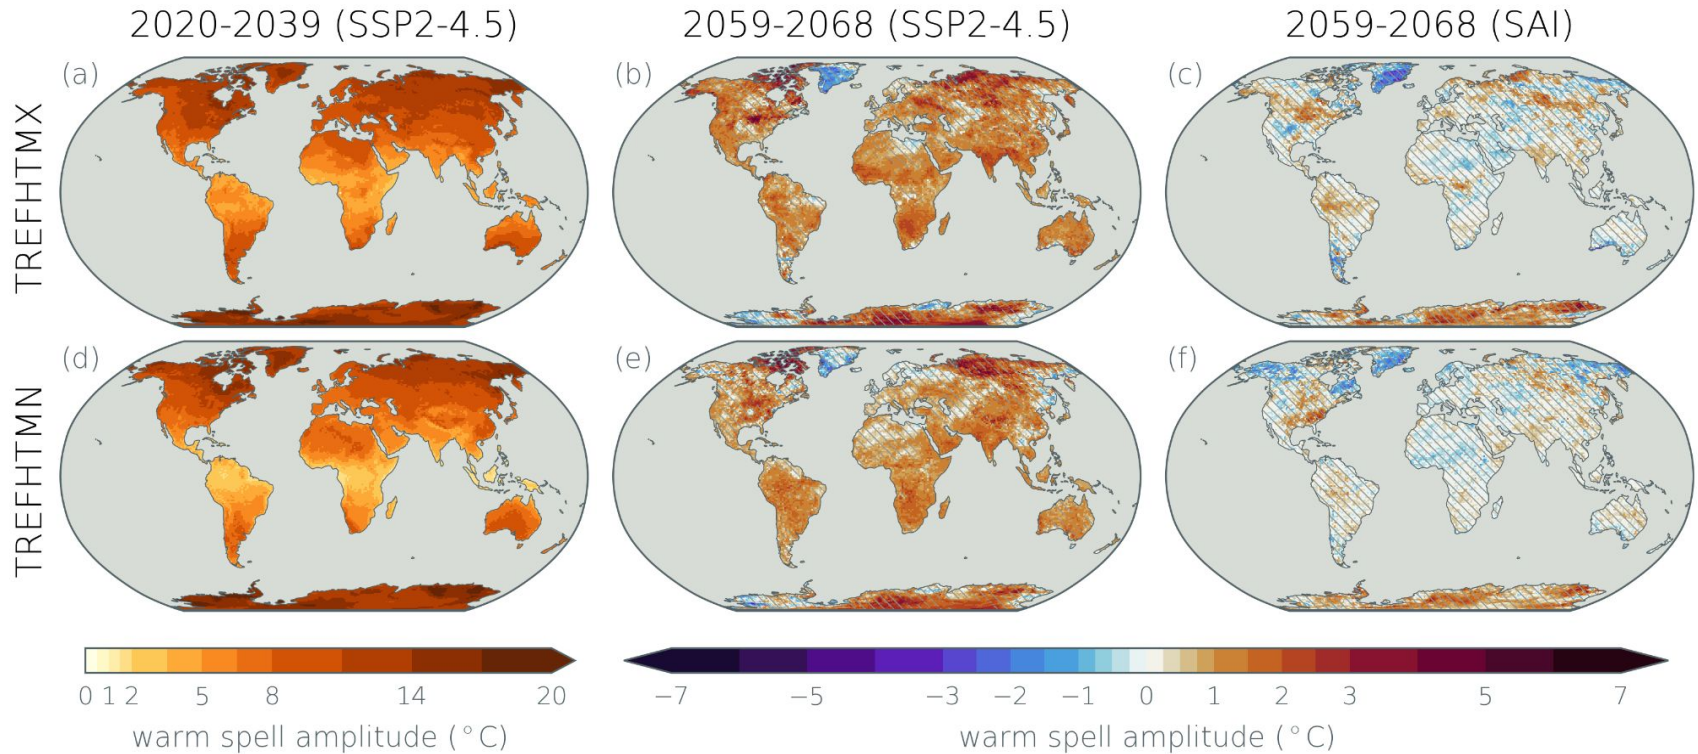 2020-2039 (SSP2-4.5)
2059-2068 (SSP2-4.5)
2059-2068 (SAI)
TREFHTMX
(a)
(b)
(c)
TREFHTMN
(d)
(e)
(f)
0 1 2 5 8 14 20
warm spell amplitude (°C)
−7 −5 −3 −2 −1 0 1 2 3 5 7
warm spell amplitude (°C)